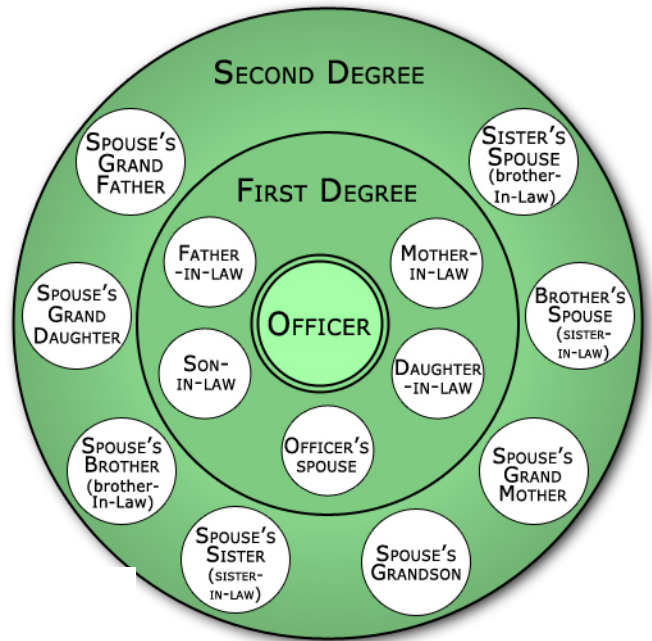 SECOND DEGREE
SPOUSE'S
GRAND
FATHER
SISTER'S
SPOUSE
(brother-
In-Law)
FIRST DEGREE
FATHER
-IN-LAW
MOTHER-
IN-LAW
SPOUSE'S
GRAND
DAUGHTER
OFFICER
BROTHER'S
SPOUSE
(SISTER-
IN-LAW)
SON-
IN-LAW
DAUGHTER
-IN-LAW
SPOUSE'S
BROTHER
(brother-
In-Law)
OFFICER'S
SPOUSE
SPOUSE'S
GRAND
MOTHER
SPOUSE'S
SISTER
(SISTER-
IN-LAW)
SPOUSE'S
GRANDSON